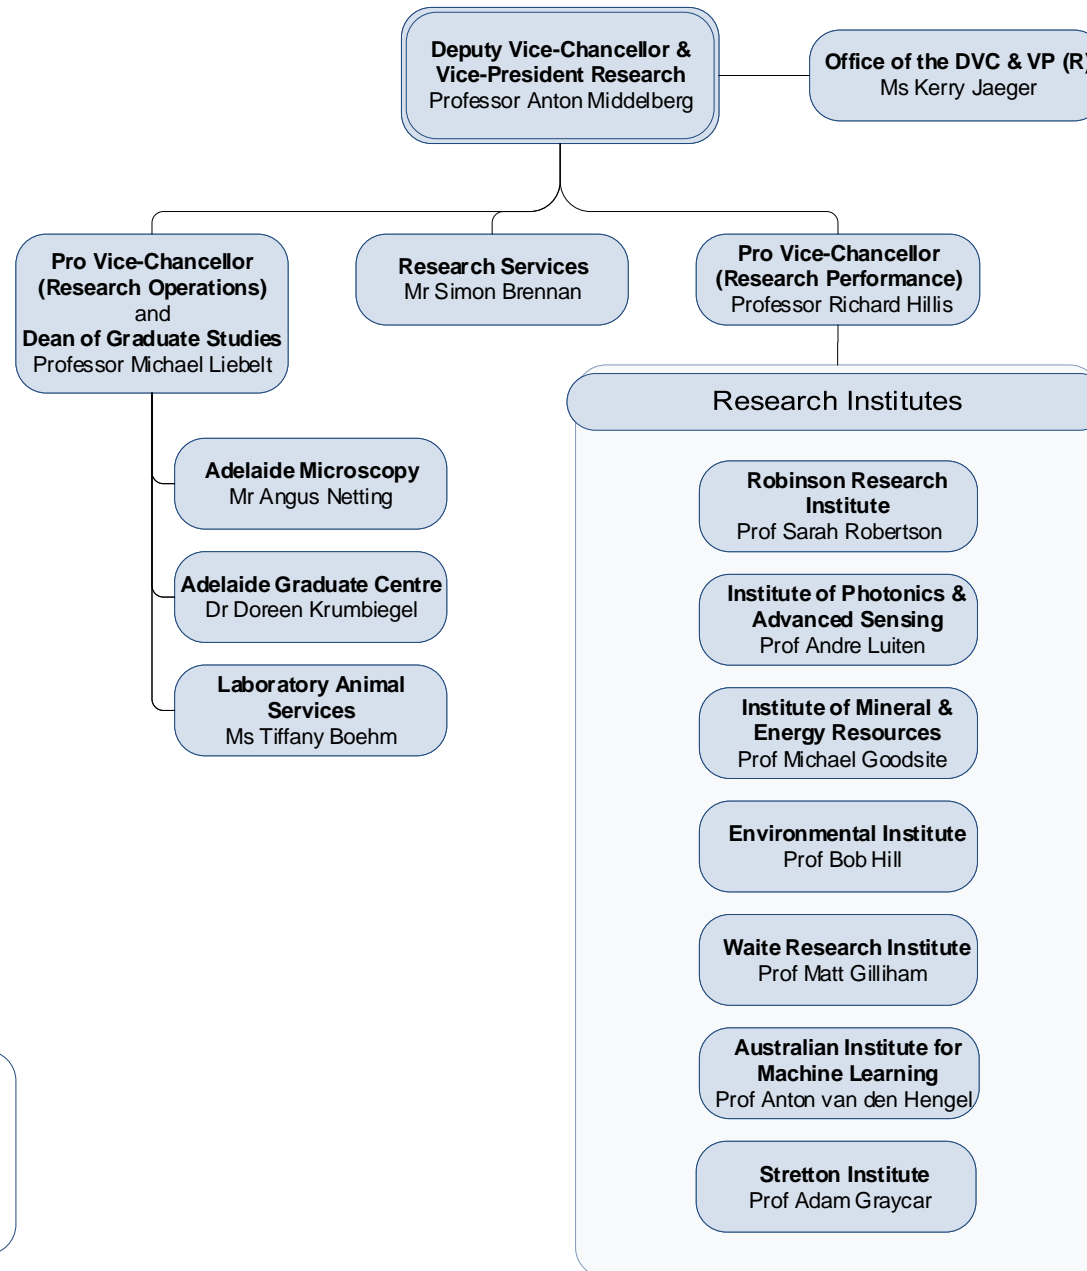 Deputy Vice-Chancellor &
Vice-President Research
Professor Anton Middelberg
Office of the DVC & VP (R)
Ms Kerry Jaeger
Pro Vice-Chancellor
(Research Operations)
and
Dean of Graduate Studies
Professor Michael Liebelt
Research Services
Mr Simon Brennan
Pro Vice-Chancellor
(Research Performance)
Professor Richard Hillis
Adelaide Microscopy
Mr Angus Netting
Adelaide Graduate Centre
Dr Doreen Krumbiegel
Laboratory Animal
Services
Ms Tiffany Boehm
Research Institutes
Robinson Research
Institute
Prof Sarah Robertson
Institute of Photonics &
Advanced Sensing
Prof Andre Luiten
Institute of Mineral &
Energy Resources
Prof Michael Goodsite
Environmental Institute
Prof Bob Hill
Waite Research Institute
Prof Matt Gilliham
Australian Institute for
Machine Learning
Prof Anton van den Hengel
Stretton Institute
Prof Adam Graycar